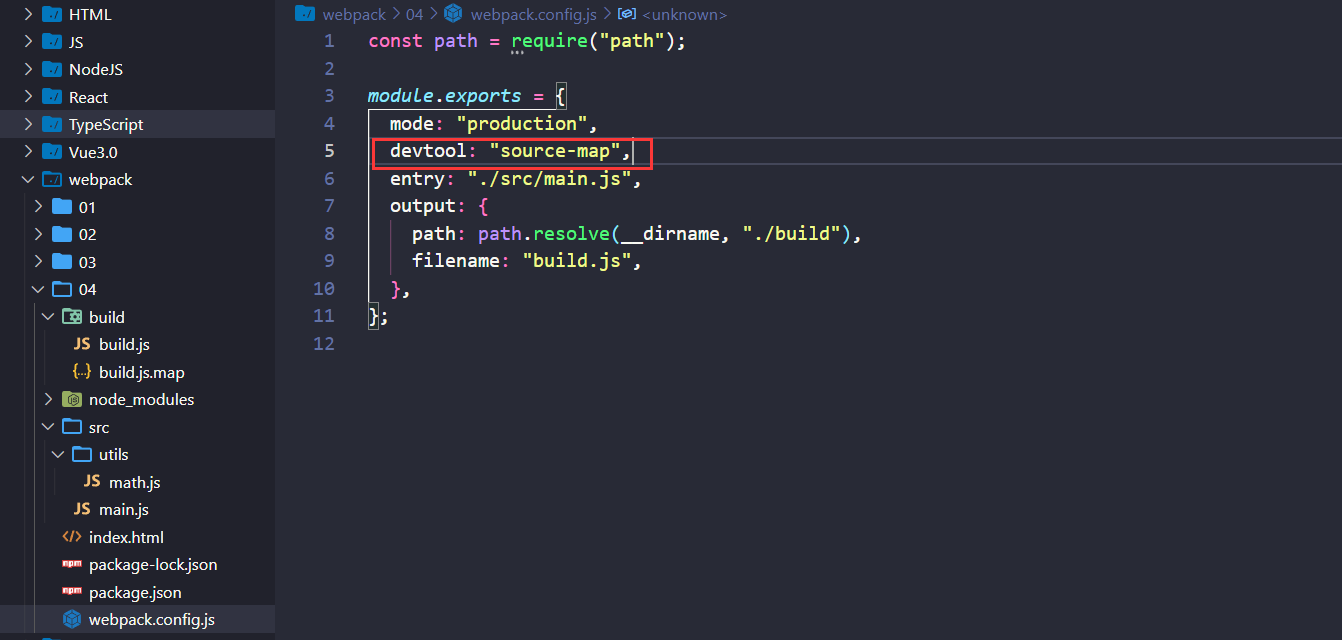 HTML
JS
NodeJS
React
TypeScript
Vue3.0
webpack
01
02
03
04
build
JS build.js
{..} build.js.map
node_modules
src
utils
JS math.js
JS main.js
</> index.html
npm package-lock.json
npm package.json
webpack.config.js
webpack > 04 > webpack.config.js > <unknown>
1 const path = require("path");
2
3 module.exports = {
4 mode: "production",
5 devtool: "source-map",
6 entry: "./src/main.js",
7 output: {
8 path: path.resolve(__dirname, "./build"),
9 filename: "build.js",
10 },
11 };
12